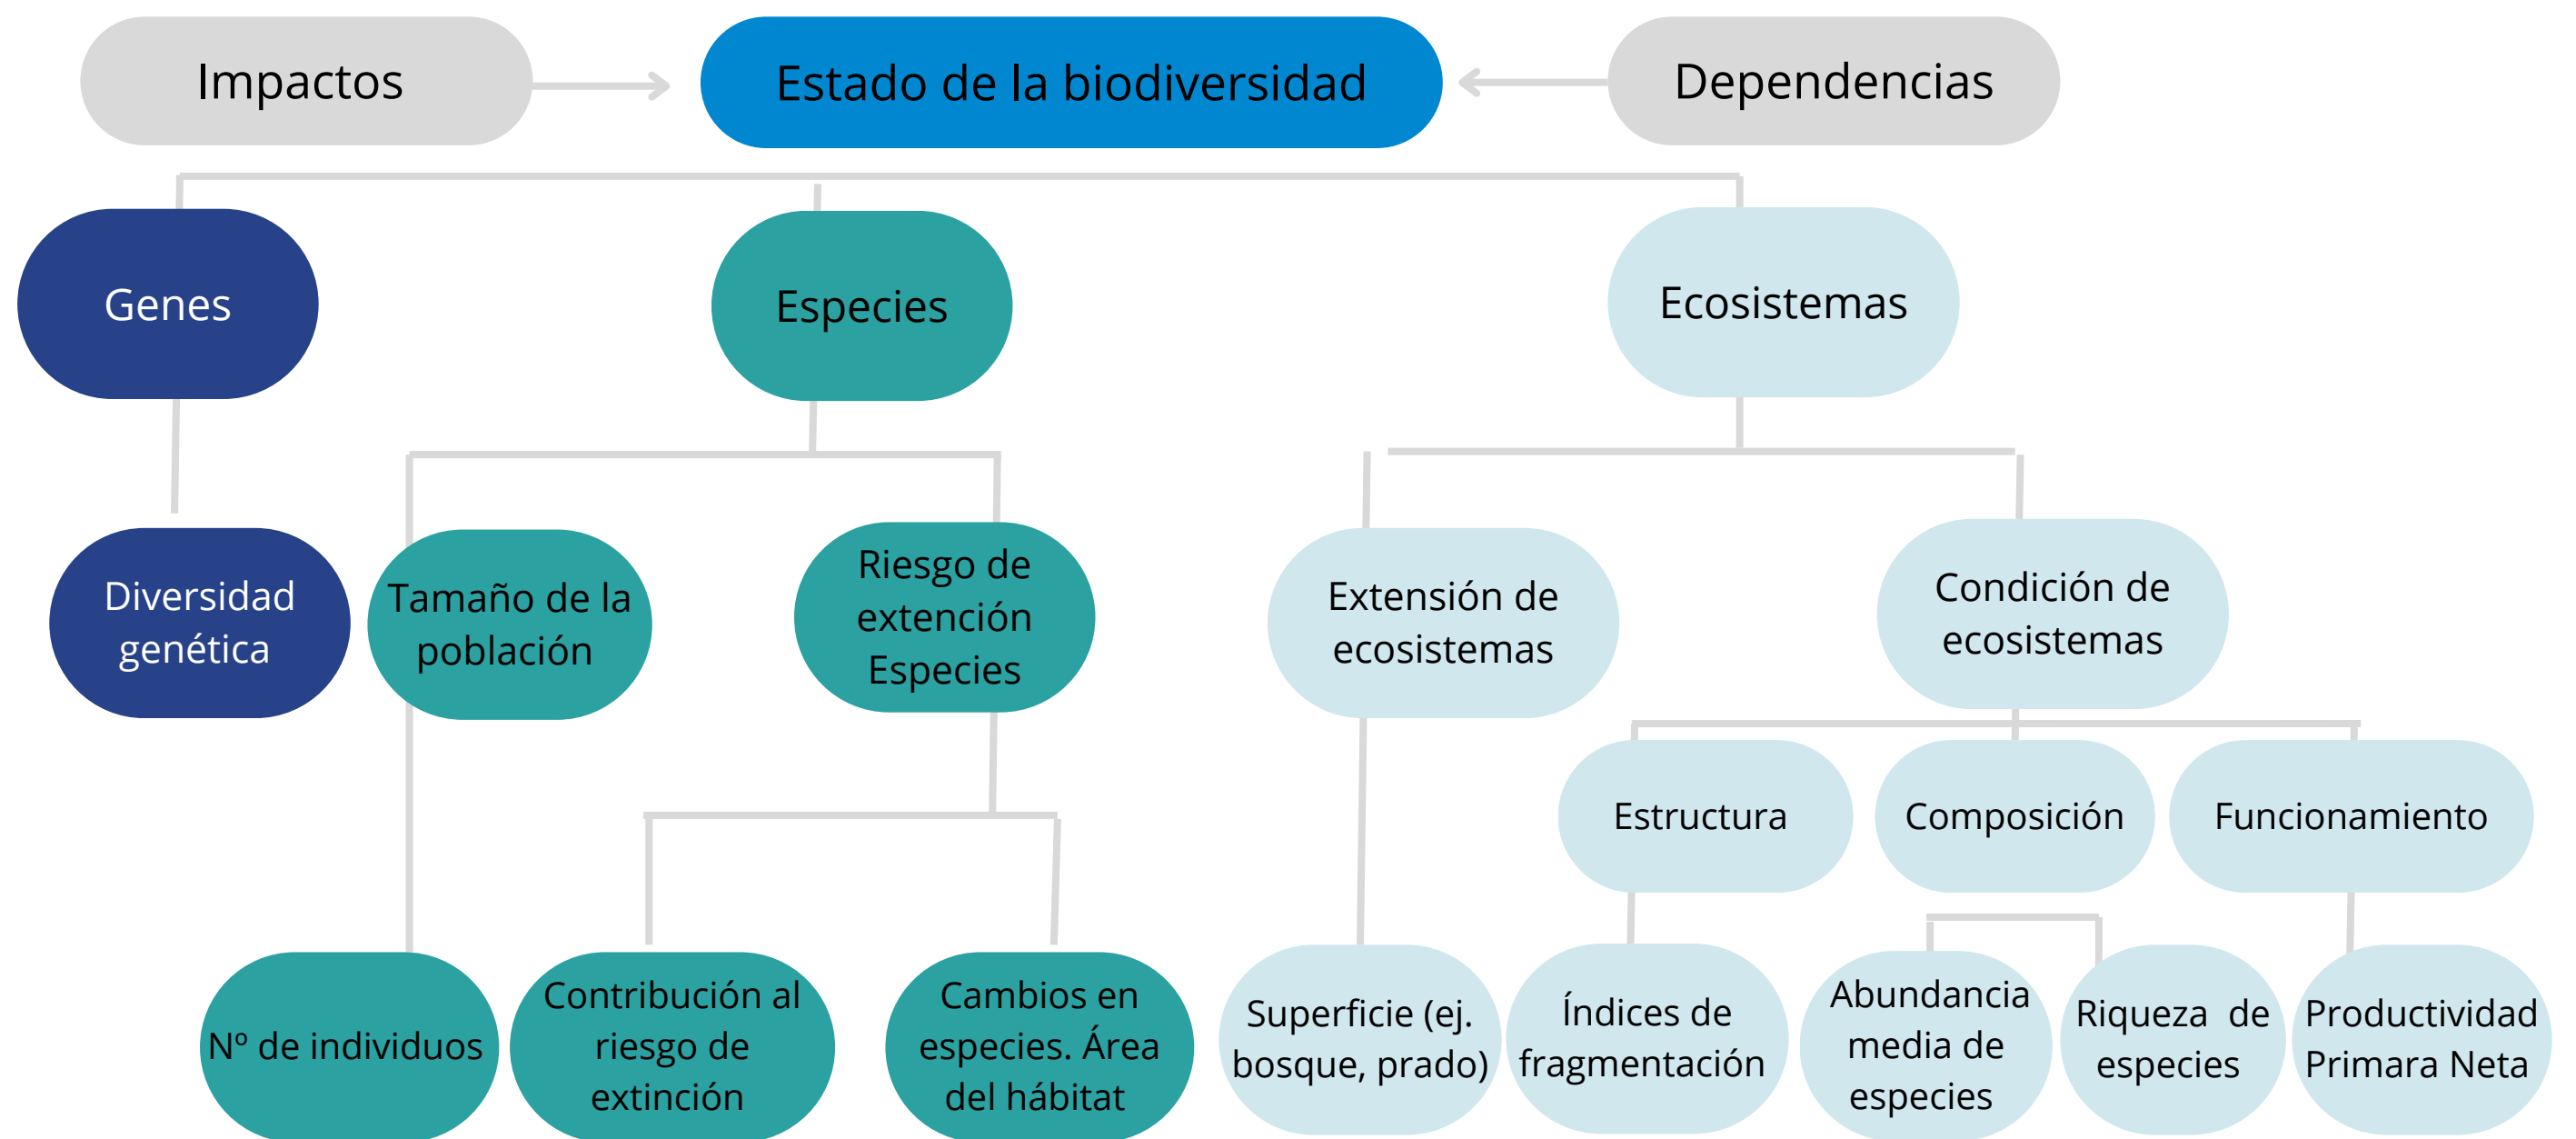 Impactos
Estado de la biodiversidad
Dependencias
Genes
Especies
Ecosistemas
Diversidad
genética
Tamaño de la
población
Riesgo de
extención
Especies
Extensión de
ecosistemas
Condición de
ecosistemas
Estructura
Composición
Funcionamiento
Nº de individuos
Contribución al
riesgo de
extinción
Cambios en
especies. Área
del hábitat
Superficie (ej.
bosque, prado)
Índices de
fragmentación
Abundancia
media de
especies
Riqueza de
especies
Productividad
Primara Neta